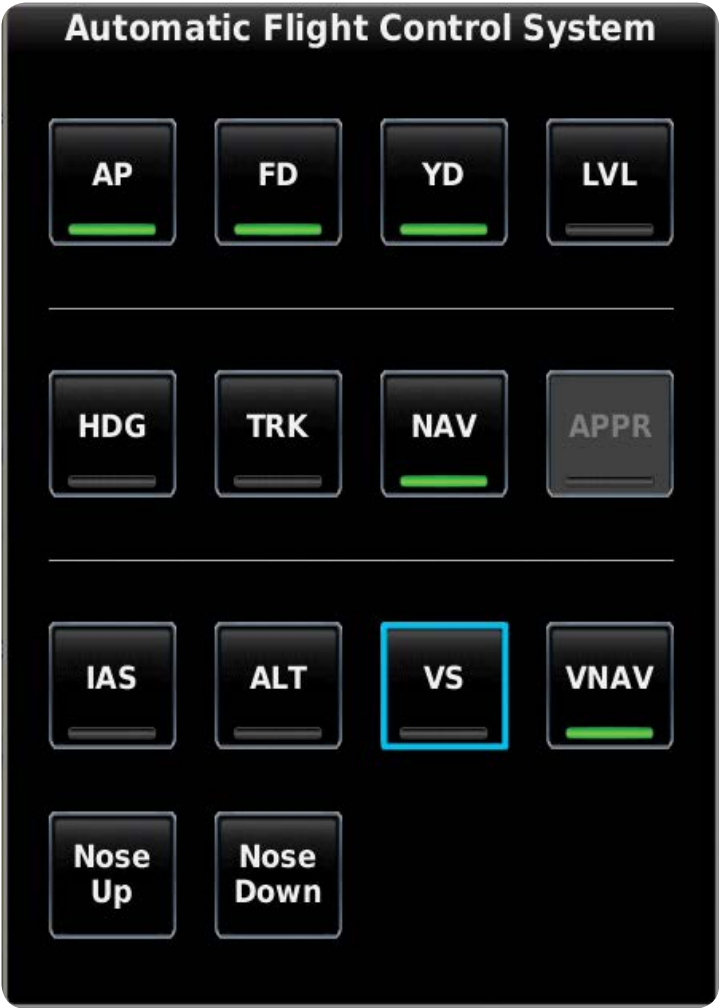 Automatic Flight Control System
AP FD YD LVL
HDG TRK NAV APPR
IAS ALT VS VNAV
Nose Nose
Up Down